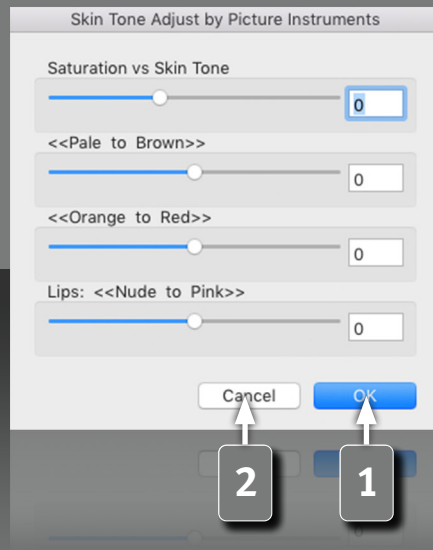 Skin Tone Adjust by Picture Instruments
Saturation vs Skin Tone
0
<<Pale to Brown>>
0
<<Orange to Red>>
0
Lips: <<Nude to Pink>>
0
Cancel OK
2 1
0